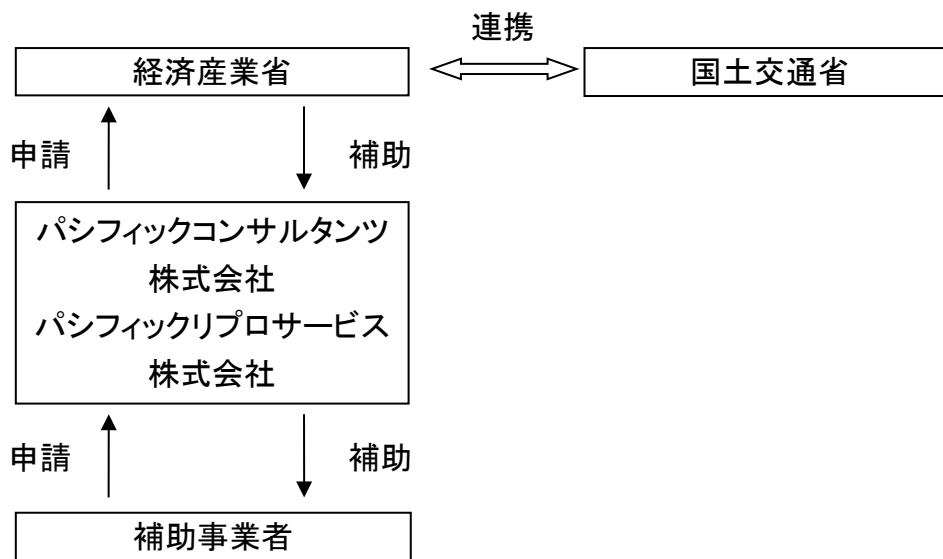 連携
経済産業省
国土交通省
申請
補助
パシフィックコンサルタンツ
株式会社
パシフィックリプロサービス
株式会社
申請
補助
補助事業者